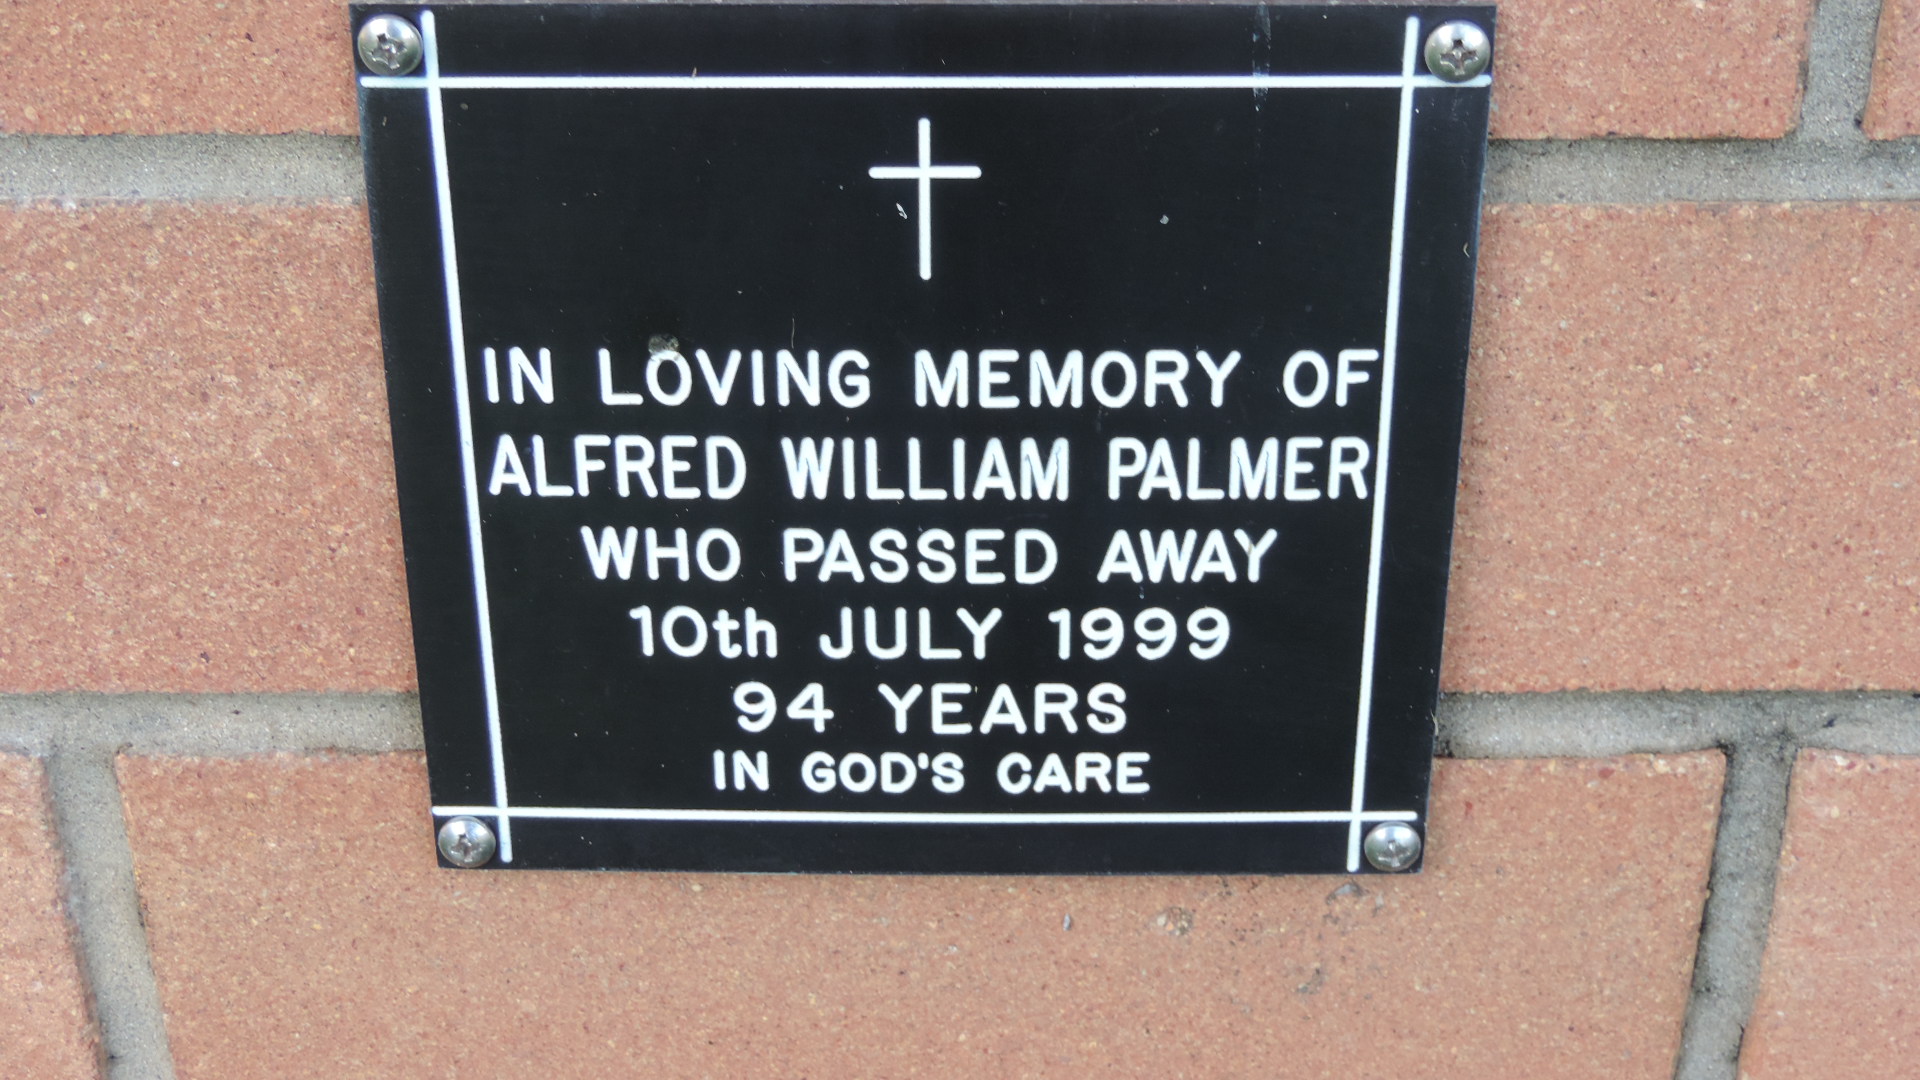 IN LOVING MEMORY OF
ALFRED WILLIAM PALMER
WHO PASSED AWAY
10th JULY 1999
94 YEARS
IN GOD'S CARE